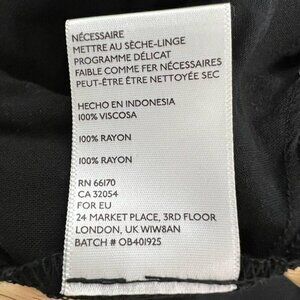 NÉCESSAIRE
METTRE AU SÈCHE-LINGE
PROGRAMME DÉLICAT
FAIBLE COMME FER NÉCESSAIRES
PEUT-ÊTRE ÊTRE NETTOYÉE SEC
HECHO EN INDONESIA
100% VISCOSA
100% RAYON
100% RAYON
RN 66170
CA 32054
FOR EU
24 MARKET PLACE, 3RD FLOOR
LONDON, UK W1W8AN
BATCH # OB401925